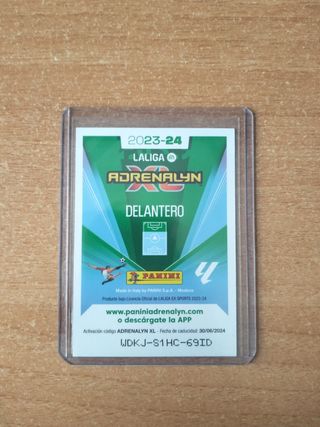 2023-24
LALIGA
ADRENALYN
XL
DELANTERO
PANINI
Made in Italy by PANINI S.p.A. - Modena
Producto bajo Licencia Oficial de LALIGA EA SPORTS 2023-24
www.paniniadrenalyn.com
o descárgate la APP
Activación código ADRENALYN XL - Fecha de caducidad: 30/06/2024
WDKJ-S1HC-69ID